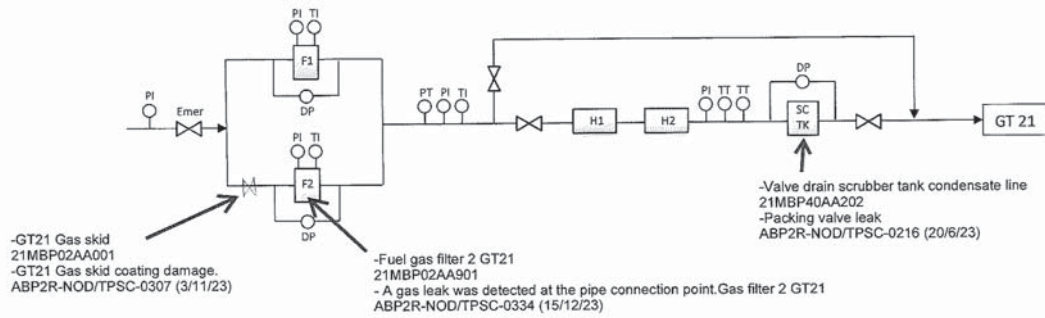 PI TI
F1
DP
PI
Emer
PT PI TI
PI TI
F2
DP
H1
H2
PI TT TT
DP
SC
TK
GT 21
-GT21 Gas skid
21MBP02AA001
-GT21 Gas skid coating damage.
ABP2R-NOD/TPSC-0307 (3/11/23)
-Fuel gas filter 2 GT21
21MBP02AA901
- A gas leak was detected at the pipe connection point.Gas filter 2 GT21
ABP2R-NOD/TPSC-0334 (15/12/23)
-Valve drain scrubber tank condensate line
21MBP40AA202
-Packing valve leak
ABP2R-NOD/TPSC-0216 (20/6/23)